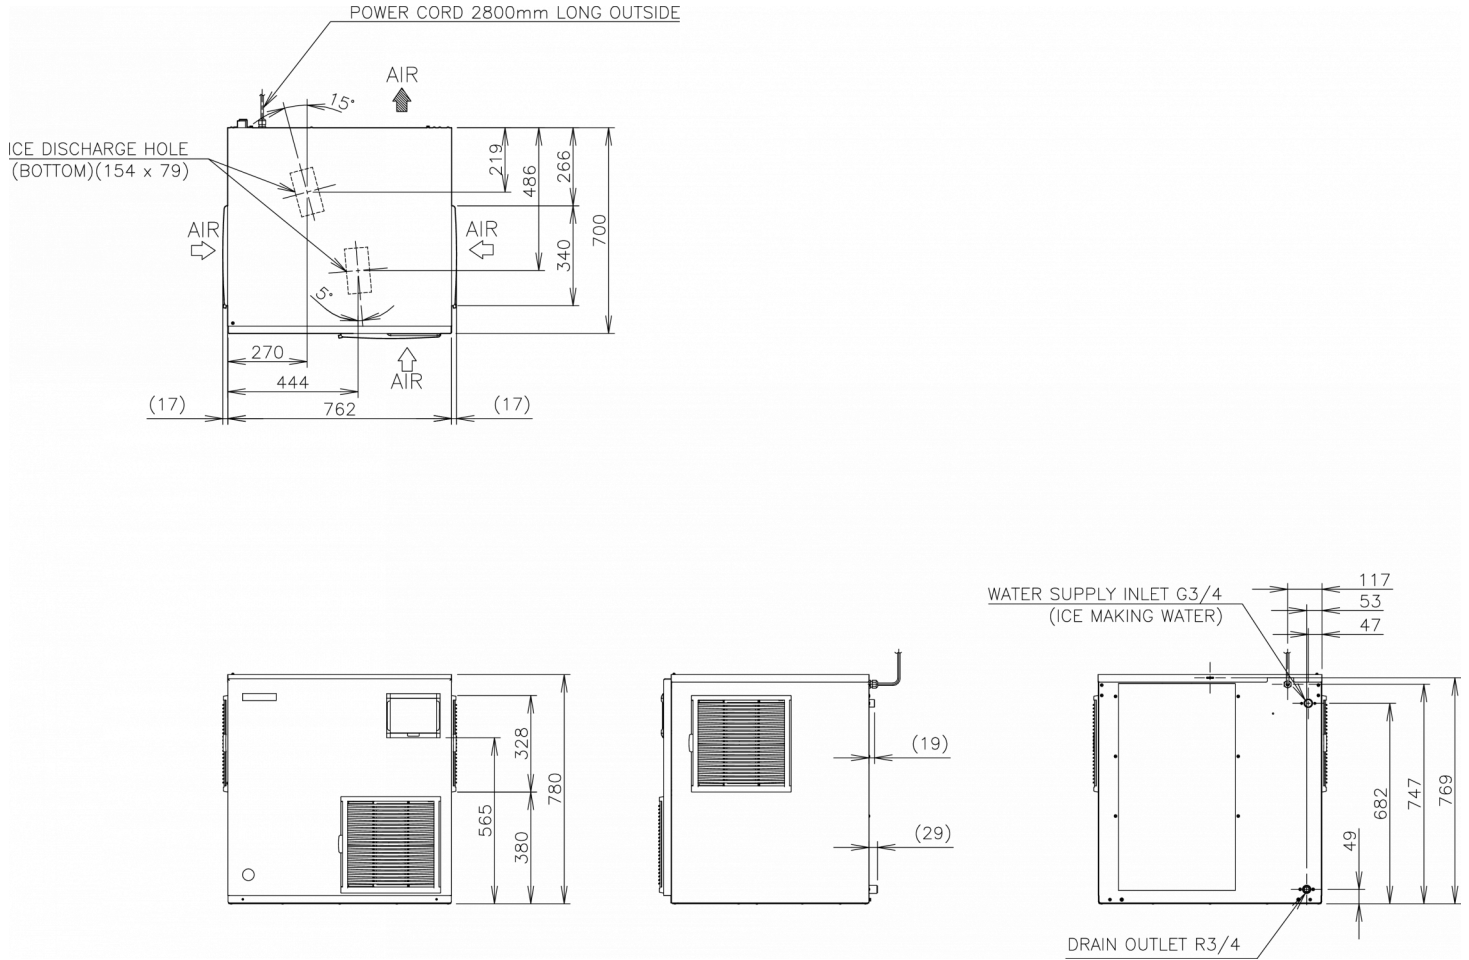 POWER CORD 2800mm LONG OUTSIDE
AIR
15°
ICE DISCHARGE HOLE
(BOTTOM)(154 x 79)
219
486
266
700
340
AIR
AIR
5°
270
444
AIR
(17)
762
(17)
117
WATER SUPPLY INLET G3/4
53
(ICE MAKING WATER)
47
328
780
565
380
(19)
(29)
682
747
769
49
DRAIN OUTLET R3/4